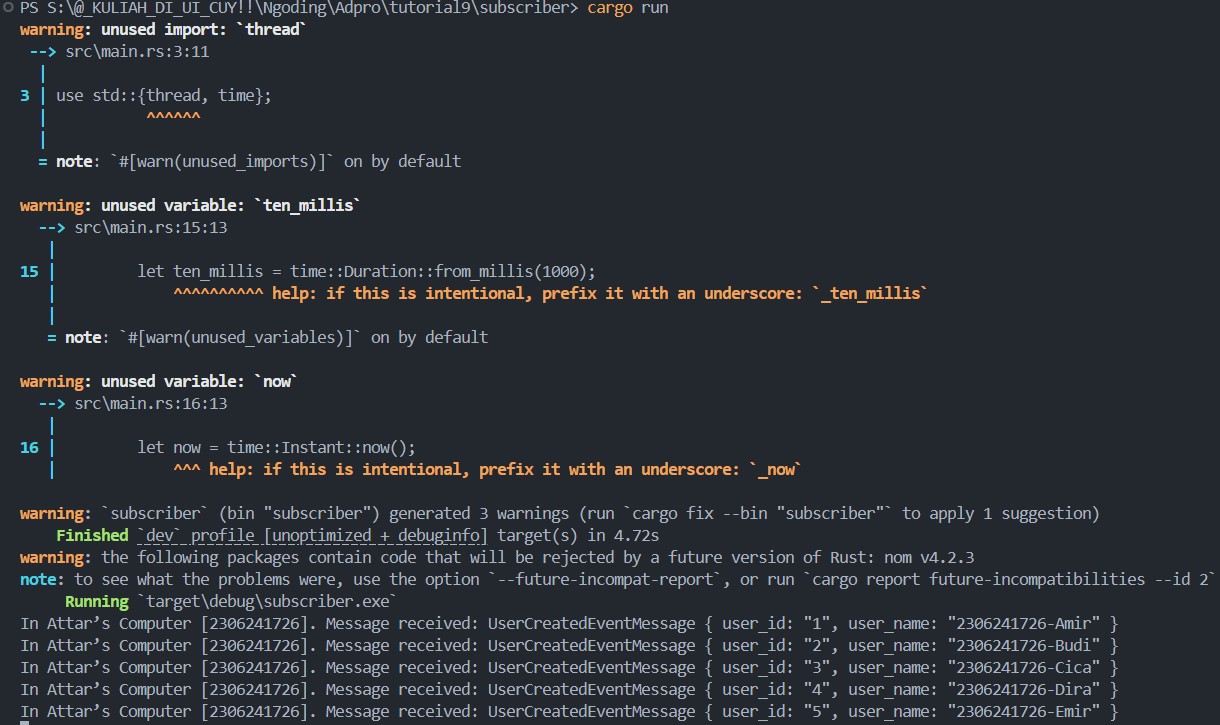 PS S:\@_KULIAH_DI_UI_CUY!!\Ngoding\Adpro\tutorial9\subscriber> cargo run
warning: unused import: `thread`
 --> src\main.rs:3:11
  |
3 | use std::{thread, time};
  |           ^^^^^^
  |
  = note: `#[warn(unused_imports)]` on by default

warning: unused variable: `ten_millis`
  --> src\main.rs:15:13
   |
15 |         let ten_millis = time::Duration::from_millis(1000);
   |             ^^^^^^^^^^ help: if this is intentional, prefix it with an underscore: `_ten_millis`
   |
   = note: `#[warn(unused_variables)]` on by default

warning: unused variable: `now`
  --> src\main.rs:16:13
   |
16 |         let now = time::Instant::now();
   |             ^^^ help: if this is intentional, prefix it with an underscore: `_now`

warning: `subscriber` (bin "subscriber") generated 3 warnings (run `cargo fix --bin "subscriber"` to apply 1 suggestion)
    Finished `dev` profile [unoptimized + debuginfo] target(s) in 4.72s
warning: the following packages contain code that will be rejected by a future version of Rust: nom v4.2.3
note: to see what the problems were, use the option `--future-incompat-report`, or run `cargo report future-incompatibilities --id 2`
     Running `target\debug\subscriber.exe`
In Attar’s Computer [2306241726]. Message received: UserCreatedEventMessage { user_id: "1", user_name: "2306241726-Amir" }
In Attar’s Computer [2306241726]. Message received: UserCreatedEventMessage { user_id: "2", user_name: "2306241726-Budi" }
In Attar’s Computer [2306241726]. Message received: UserCreatedEventMessage { user_id: "3", user_name: "2306241726-Cica" }
In Attar’s Computer [2306241726]. Message received: UserCreatedEventMessage { user_id: "4", user_name: "2306241726-Dira" }
In Attar’s Computer [2306241726]. Message received: UserCreatedEventMessage { user_id: "5", user_name: "2306241726-Emir" }